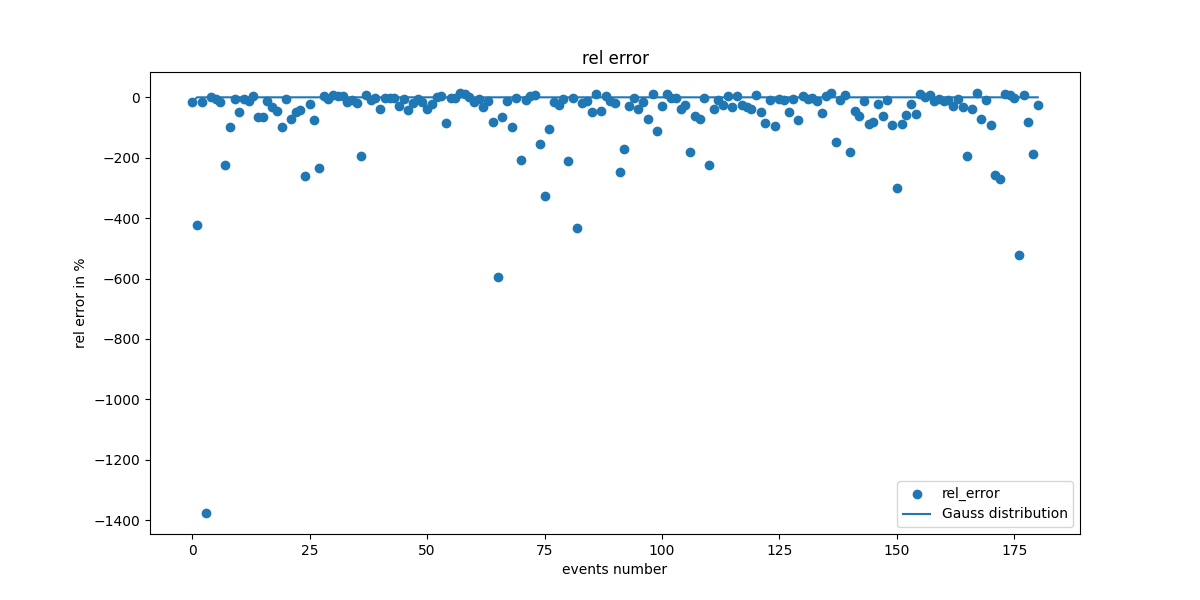 rel error
0
−200
−400
−600
−800
−1000
−1200
−1400
rel error in %
rel_error
Gauss distribution
0 25 50 75 100 125 150 175
events number